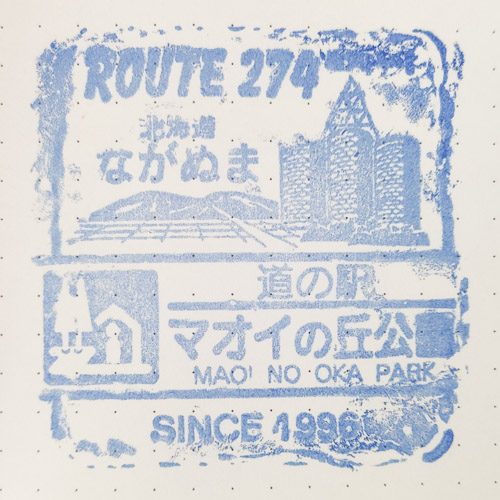 ROUTE 274
北海道
ながぬま
道の駅
マオイの丘公
MAOI NO OKA PARK
SINCE 1996